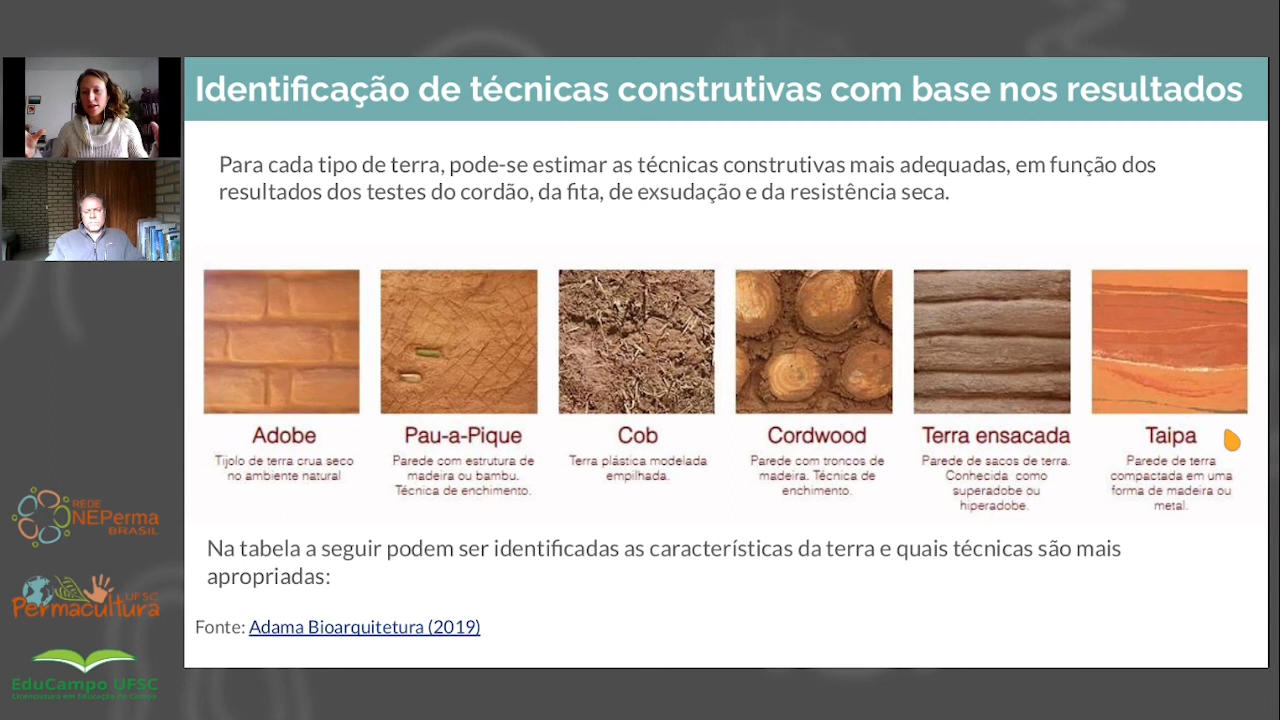 Identificação de técnicas construtivas com base nos resultados
Para cada tipo de terra, pode-se estimar as técnicas construtivas mais adequadas, em função dos
resultados dos testes do cordão, da fita, de exsudação e da resistência seca.
Adobe
Tijolo de terra crua seco
no ambiente natural
Pau-a-Pique
Parede com estrutura de
madeira ou bambu.
Técnica de enchimento.
Cob
Terra plástica modelada
empilhada.
Cordwood
Parede com troncos de
madeira. Técnica de
enchimento.
Terra ensacada
Parede de sacos de terra.
Conhecida como
superadobe ou
hiperadobe.
Taipa
Parede de terra
compactada em uma
forma de madeira ou
metal.
Na tabela a seguir podem ser identificadas as características da terra e quais técnicas são mais
apropriadas:
Fonte: Adama Bioarquitetura (2019)
REDE
NEPerma
BRASIL
UFSC
Permacultura
EduCampo UFSC
Licenciatura em Educação do Campo